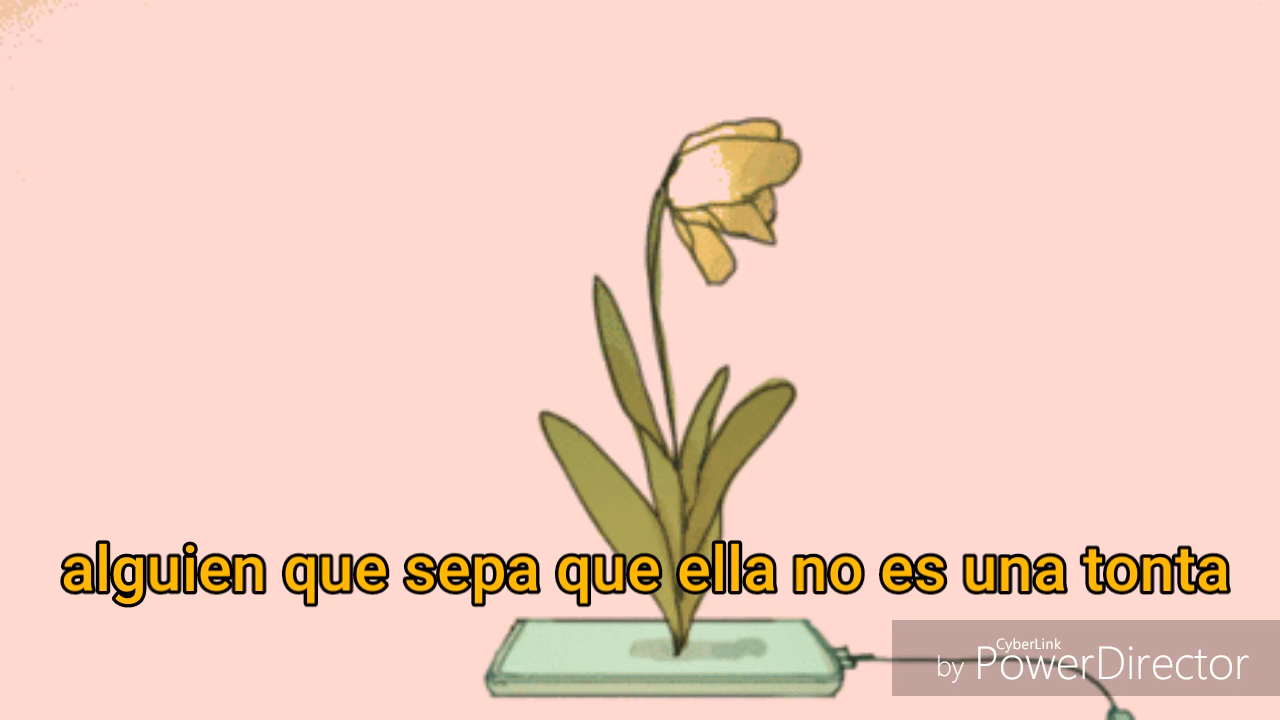 alguien que sepa que ella no es una tonta
CyberLink
by PowerDirector